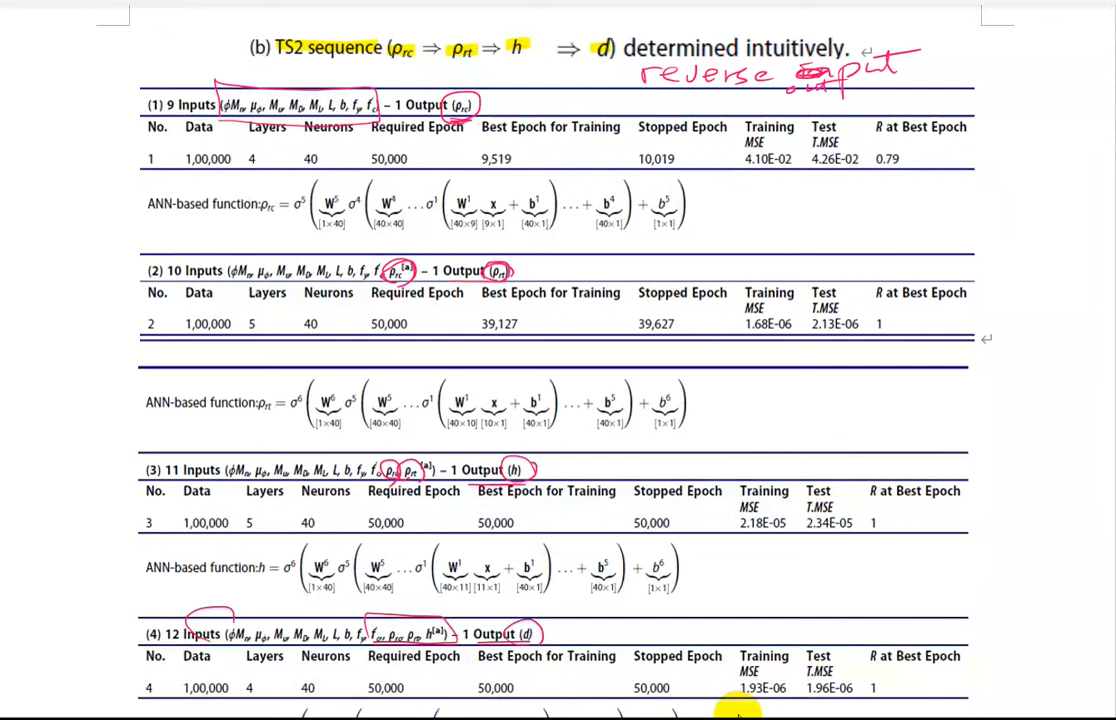 (b) TS2 sequence (ρrc ⇒ ρrt ⇒ h ⇒ d) determined intuitively. ↵
reverse output
(1) 9 Inputs (ϕMn, μϕ, Mu, MD, ML, L, b, fy, fc) – 1 Output (ρrc)
No. Data Layers Neurons Required Epoch Best Epoch for Training Stopped Epoch Training MSE Test T.MSE R at Best Epoch
1 1,00,000 4 40 50,000 9,519 10,019 4.10E-02 4.26E-02 0.79
ANN-based function:ρrc = σ⁵ ( W⁵ σ⁴ ( W⁴ …σ¹ ( W¹ x + b¹ ) … + b⁴ ) + b⁵ )
[1×40] [40×40] [40×9] [9×1] [40×1] [40×1] [1×1]
(2) 10 Inputs (ϕMn, μϕ, Mu, MD, ML, L, b, fy, f ρrc[a]) – 1 Output (ρrt)
No. Data Layers Neurons Required Epoch Best Epoch for Training Stopped Epoch Training MSE Test T.MSE R at Best Epoch
2 1,00,000 5 40 50,000 39,127 39,627 1.68E-06 2.13E-06 1
↵
ANN-based function:ρrt = σ⁶ ( W⁶ σ⁵ ( W⁵ …σ¹ ( W¹ x + b¹ ) … + b⁵ ) + b⁶ )
[1×40] [40×40] [40×10] [10×1] [40×1] [40×1] [1×1]
(3) 11 Inputs (ϕMn, μϕ, Mu, MD, ML, L, b, fy, fc, ρrc, ρrt[a]) – 1 Output (h)
No. Data Layers Neurons Required Epoch Best Epoch for Training Stopped Epoch Training MSE Test T.MSE R at Best Epoch
3 1,00,000 5 40 50,000 50,000 50,000 2.18E-05 2.34E-05 1
ANN-based function:h = σ⁶ ( W⁶ σ⁵ ( W⁵ …σ¹ ( W¹ x + b¹ ) … + b⁵ ) + b⁶ )
[1×40] [40×40] [40×11] [11×1] [40×1] [40×1] [1×1]
(4) 12 Inputs (ϕMn, μϕ, Mu, MD, ML, L, b, fy, fc, ρrc, ρrt, h[a]) – 1 Output (d)
No. Data Layers Neurons Required Epoch Best Epoch for Training Stopped Epoch Training MSE Test T.MSE R at Best Epoch
4 1,00,000 4 40 50,000 50,000 50,000 1.93E-06 1.96E-06 1